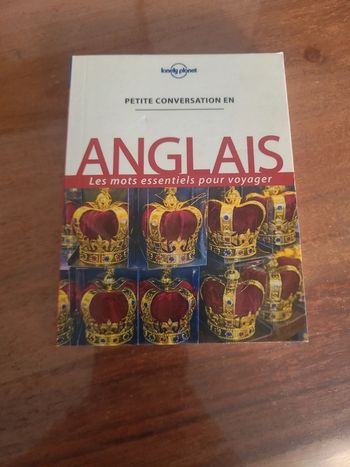 lonely planet
PETITE CONVERSATION EN
ANGLAIS
Les mots essentiels pour voyager